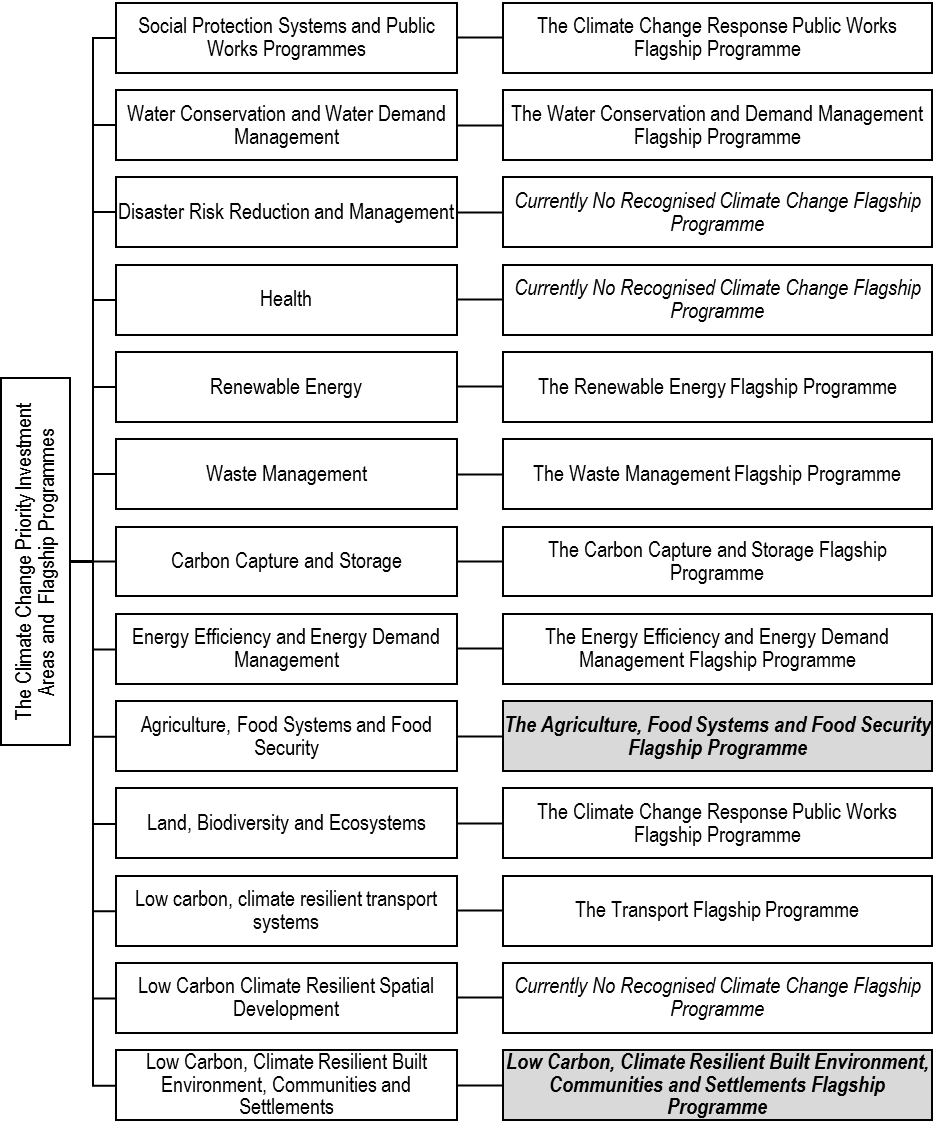 The Climate Change Priority Investment
Areas and Flagship Programmes
Social Protection Systems and Public
Works Programmes
The Climate Change Response Public Works
Flagship Programme
Water Conservation and Water Demand
Management
The Water Conservation and Demand Management
Flagship Programme
Disaster Risk Reduction and Management
Currently No Recognised Climate Change Flagship
Programme
Health
Currently No Recognised Climate Change Flagship
Programme
Renewable Energy
The Renewable Energy Flagship Programme
Waste Management
The Waste Management Flagship Programme
Carbon Capture and Storage
The Carbon Capture and Storage Flagship
Programme
Energy Efficiency and Energy Demand
Management
The Energy Efficiency and Energy Demand
Management Flagship Programme
Agriculture, Food Systems and Food
Security
The Agriculture, Food Systems and Food Security
Flagship Programme
Land, Biodiversity and Ecosystems
The Climate Change Response Public Works
Flagship Programme
Low carbon, climate resilient transport
systems
The Transport Flagship Programme
Low Carbon Climate Resilient Spatial
Development
Currently No Recognised Climate Change Flagship
Programme
Low Carbon, Climate Resilient Built
Environment, Communities and
Settlements
Low Carbon, Climate Resilient Built Environment,
Communities and Settlements Flagship
Programme